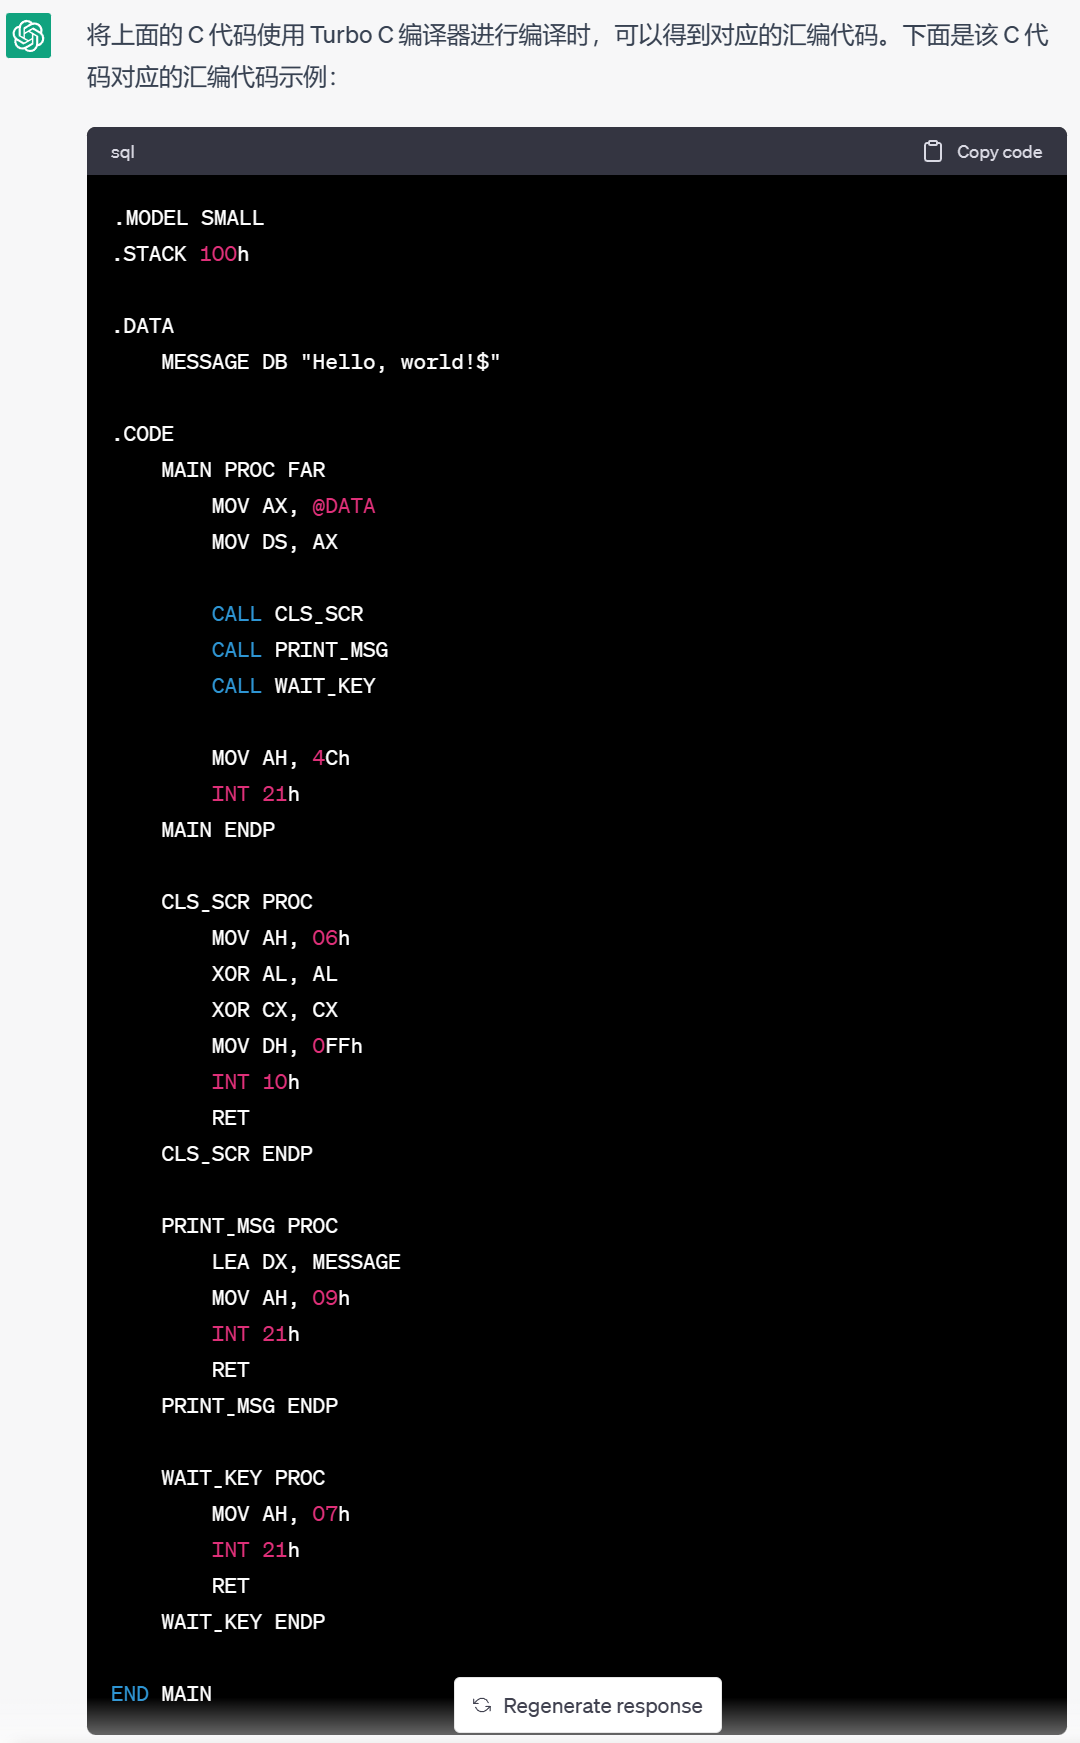 将上面的 C 代码使用 Turbo C 编译器进行编译时，可以得到对应的汇编代码。下面是该 C 代
码对应的汇编代码示例：
sql
Copy code
.MODEL SMALL
.STACK 100h
.DATA
MESSAGE DB "Hello, world!$"
.CODE
MAIN PROC FAR
MOV AX, @DATA
MOV DS, AX
CALL CLS_SCR
CALL PRINT_MSG
CALL WAIT_KEY
MOV AH, 4Ch
INT 21h
MAIN ENDP
CLS_SCR PROC
MOV AH, 06h
XOR AL, AL
XOR CX, CX
MOV DH, 0FFh
INT 10h
RET
CLS_SCR ENDP
PRINT_MSG PROC
LEA DX, MESSAGE
MOV AH, 09h
INT 21h
RET
PRINT_MSG ENDP
WAIT_KEY PROC
MOV AH, 07h
INT 21h
RET
WAIT_KEY ENDP
END MAIN
Regenerate response